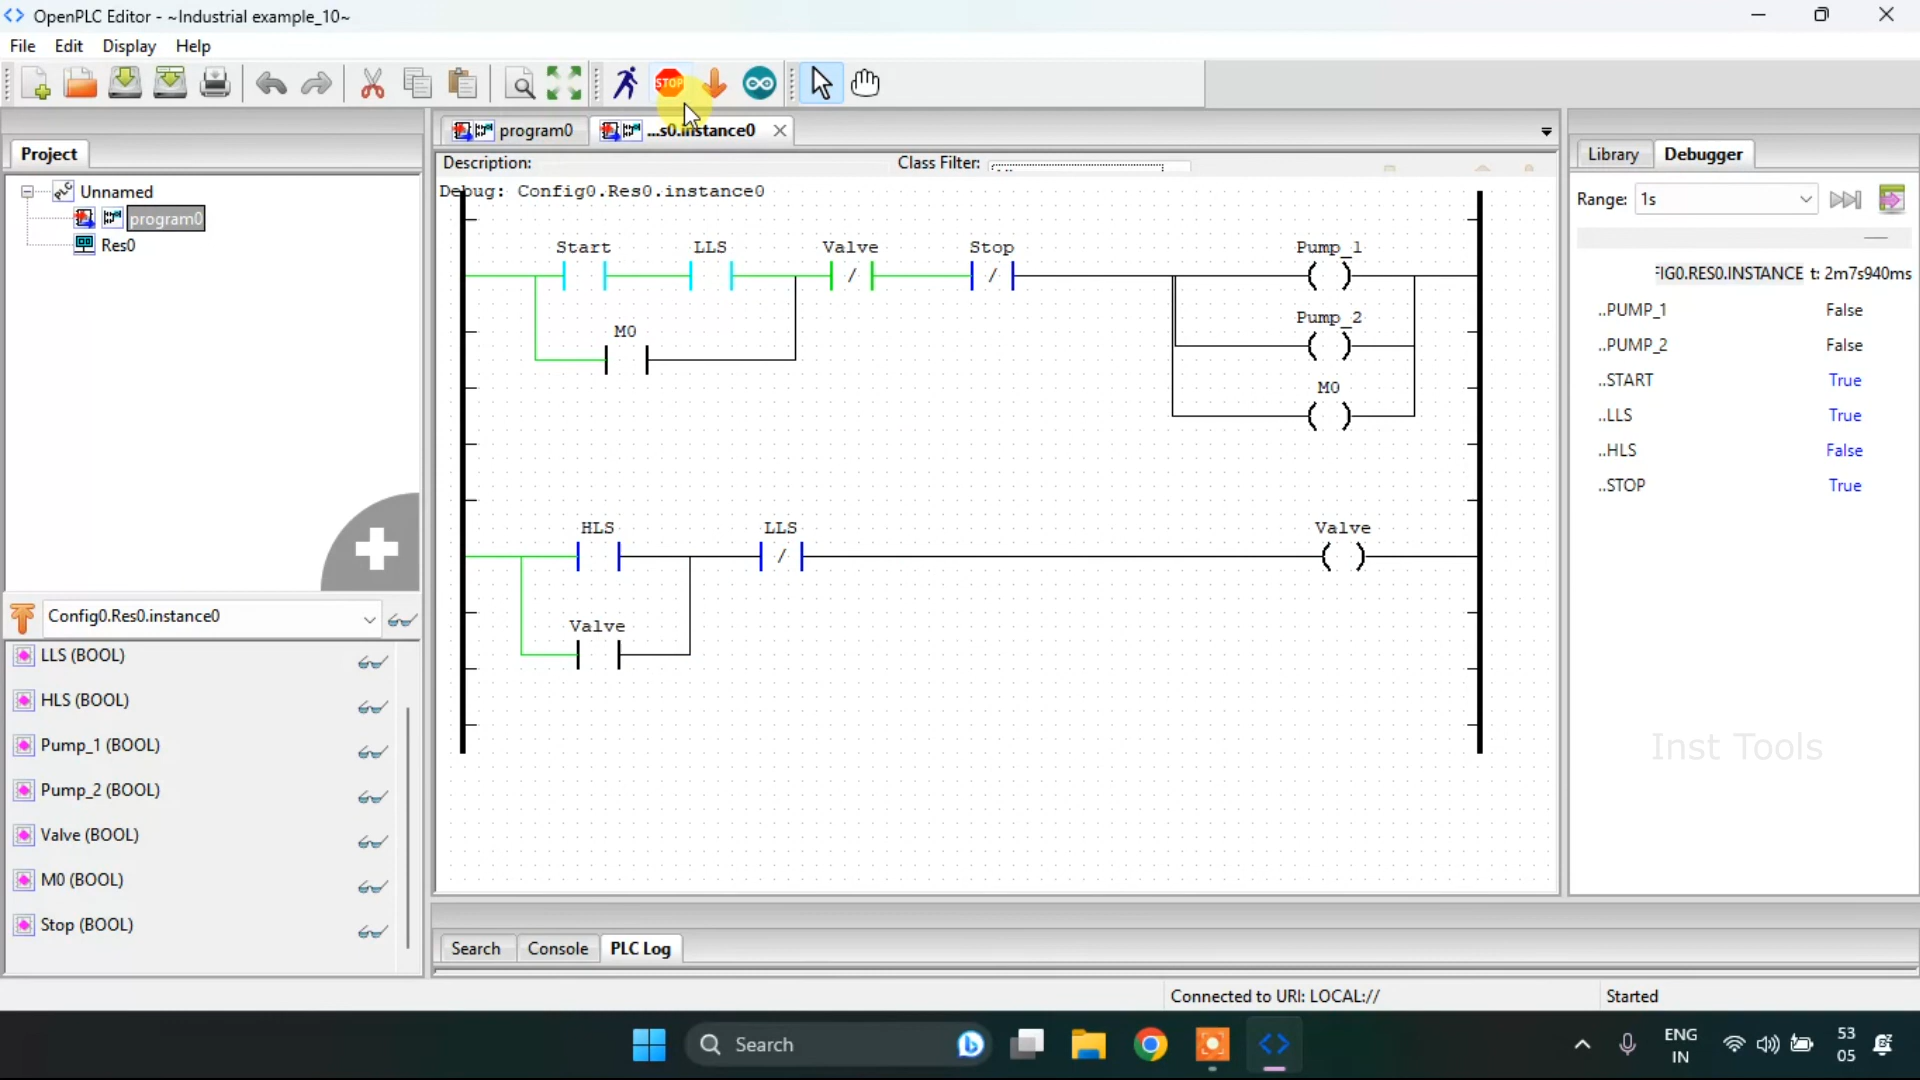 OpenPLC Editor - ~Industrial example_10~
File Edit Display Help
STOP
Project
program0
...s0.instance0
Library
Debugger
Description:
Class Filter:
Debug: Config0.Res0.instance0
Unnamed
program0
Res0
Range: 1s
Start LLS Valve Stop Pump_1
/ /
M0 Pump_2
M0
FIG0.RES0.INSTANCE t: 2m7s940ms
..PUMP_1 False
..PUMP_2 False
..START True
..LLS True
..HLS False
..STOP True
HLS LLS Valve
/
Valve
Config0.Res0.instance0
LLS (BOOL)
HLS (BOOL)
Pump_1 (BOOL)
Pump_2 (BOOL)
Valve (BOOL)
M0 (BOOL)
Stop (BOOL)
Inst Tools
Search Console PLC Log
Connected to URI: LOCAL:// Started
Search
ENG
IN
53
05